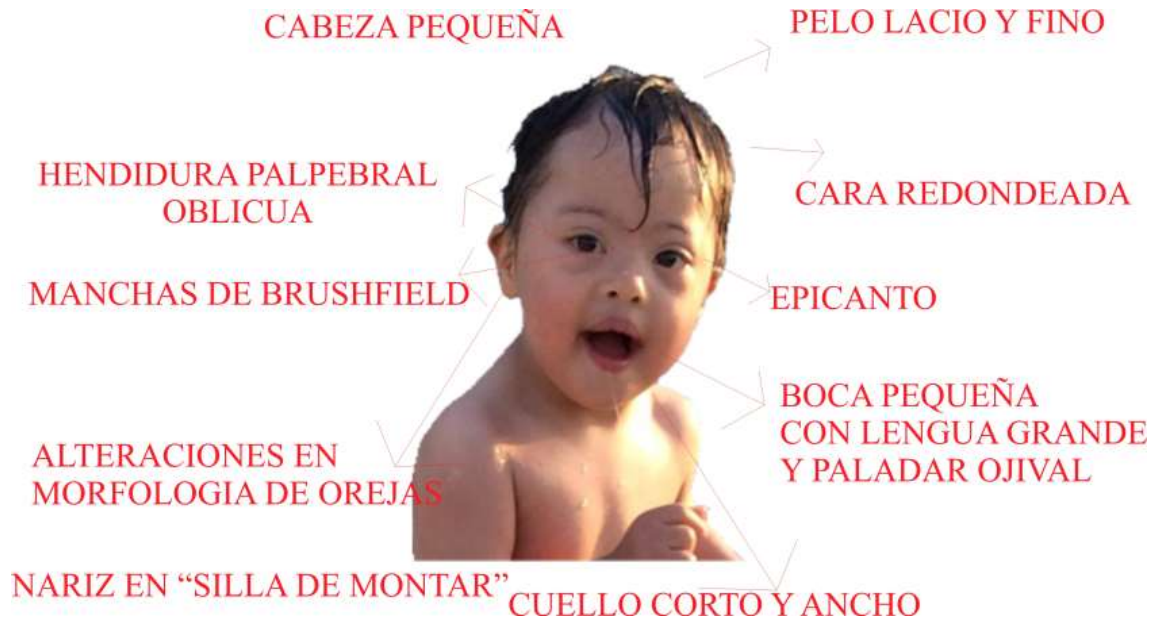 CABEZA PEQUEÑA
PELO LACIO Y FINO
HENDIDURA PALPEBRAL
OBLICUA
CARA REDONDEADA
MANCHAS DE BRUSHFIELD
EPICANTO
BOCA PEQUEÑA
CON LENGUA GRANDE
Y PALADAR OJIVAL
ALTERACIONES EN
MORFOLOGIA DE OREJAS
NARIZ EN “SILLA DE MONTAR”
CUELLO CORTO Y ANCHO